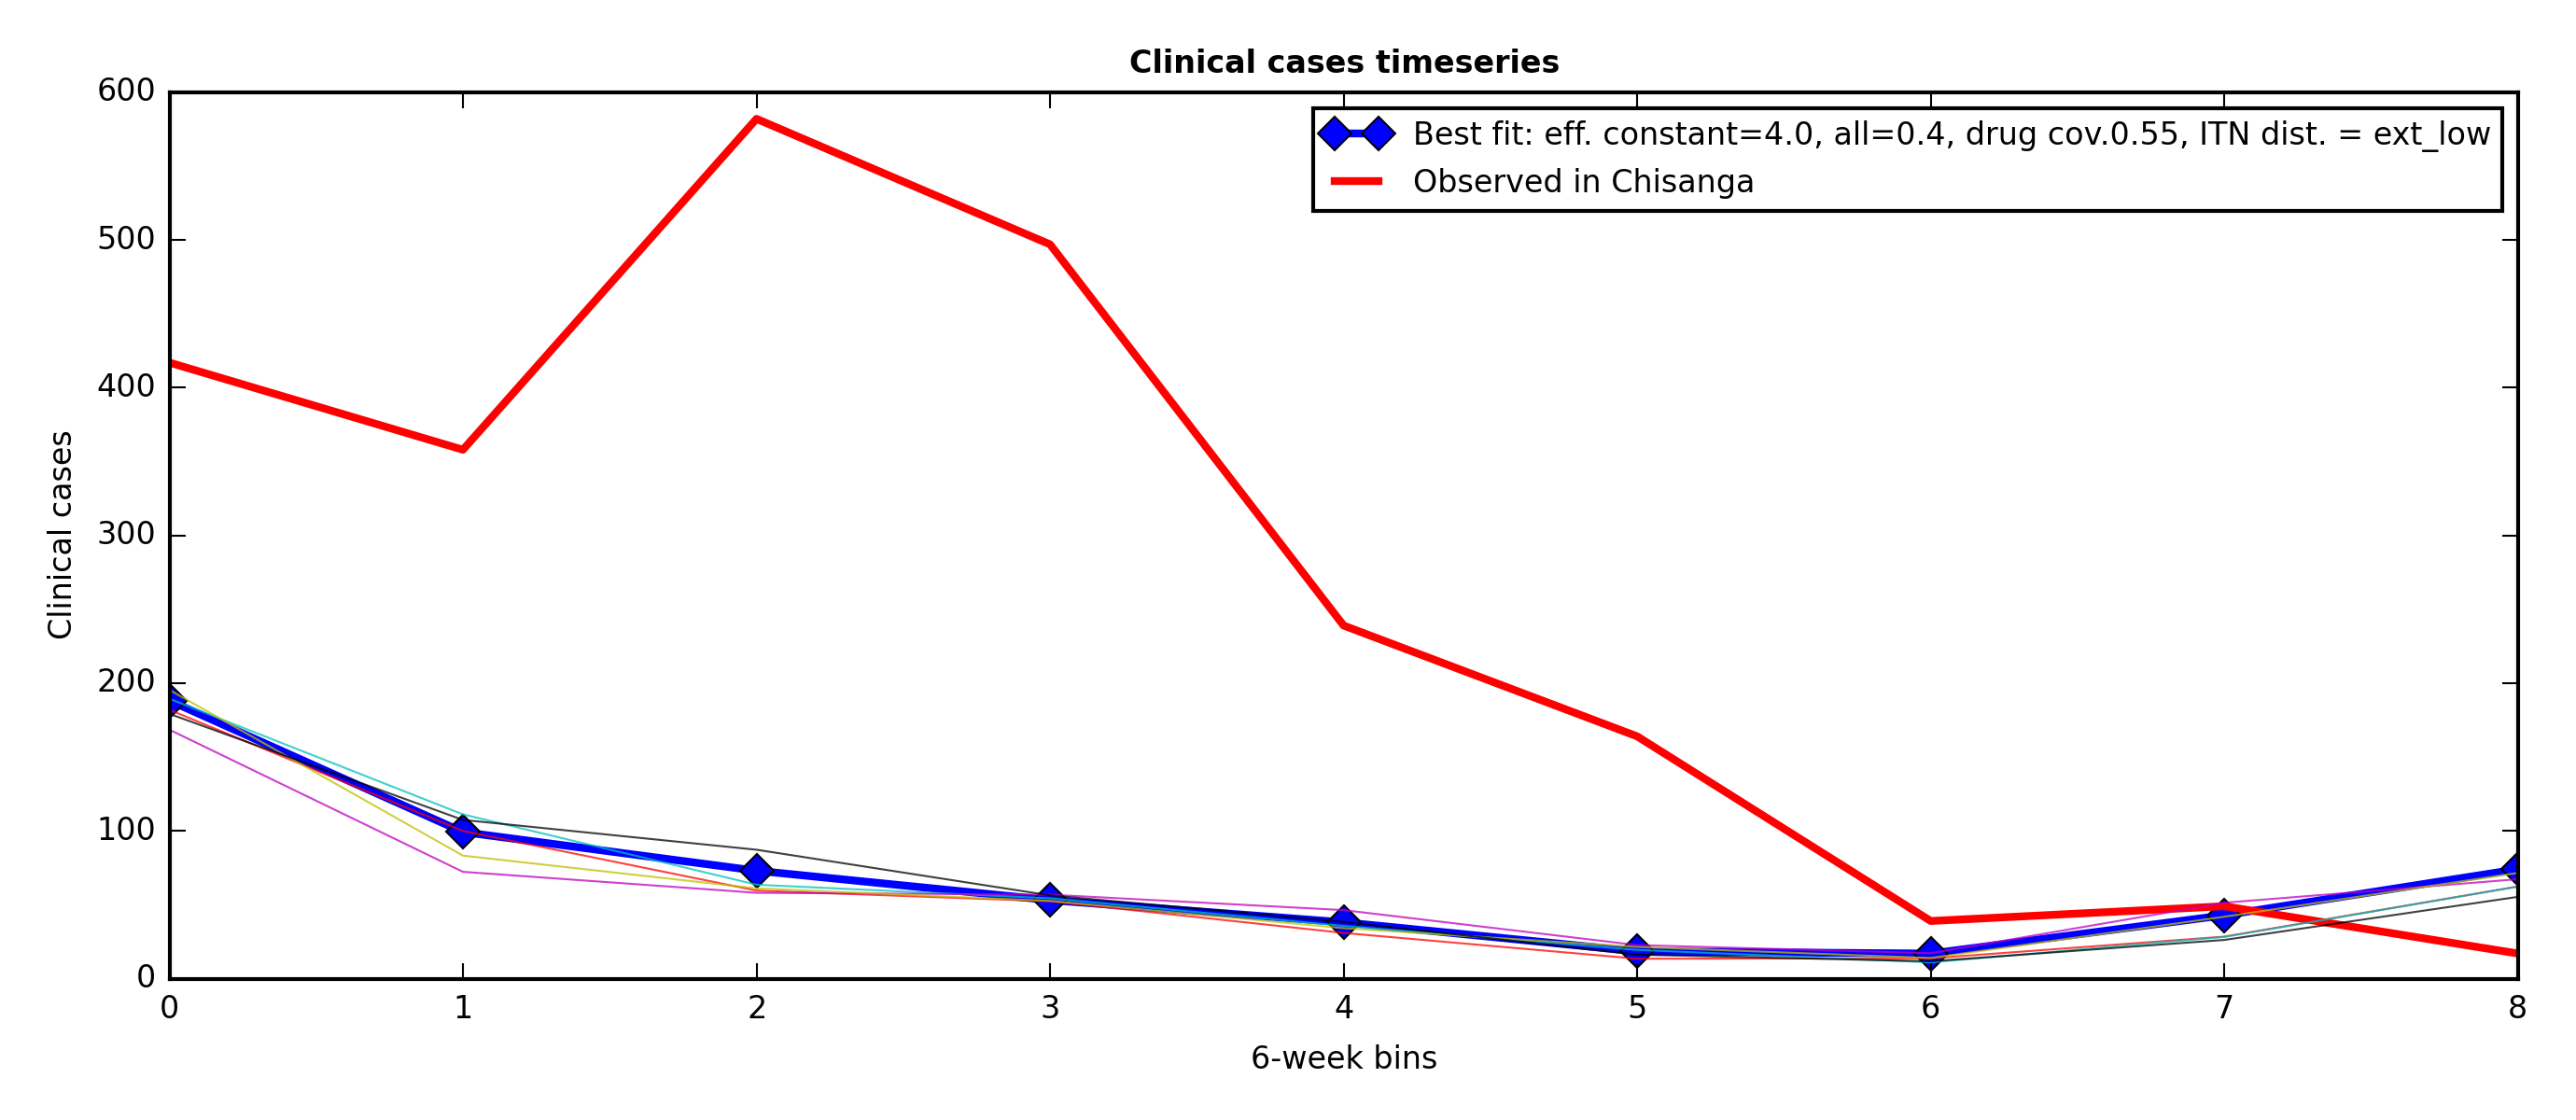 Clinical cases timeseries
600
500
400
300
200
100
0
Clinical cases
Best fit: eff. constant=4.0, all=0.4, drug cov.0.55, ITN dist. = ext_low
Observed in Chisanga
0 1 2 3 4 5 6 7 8
6-week bins